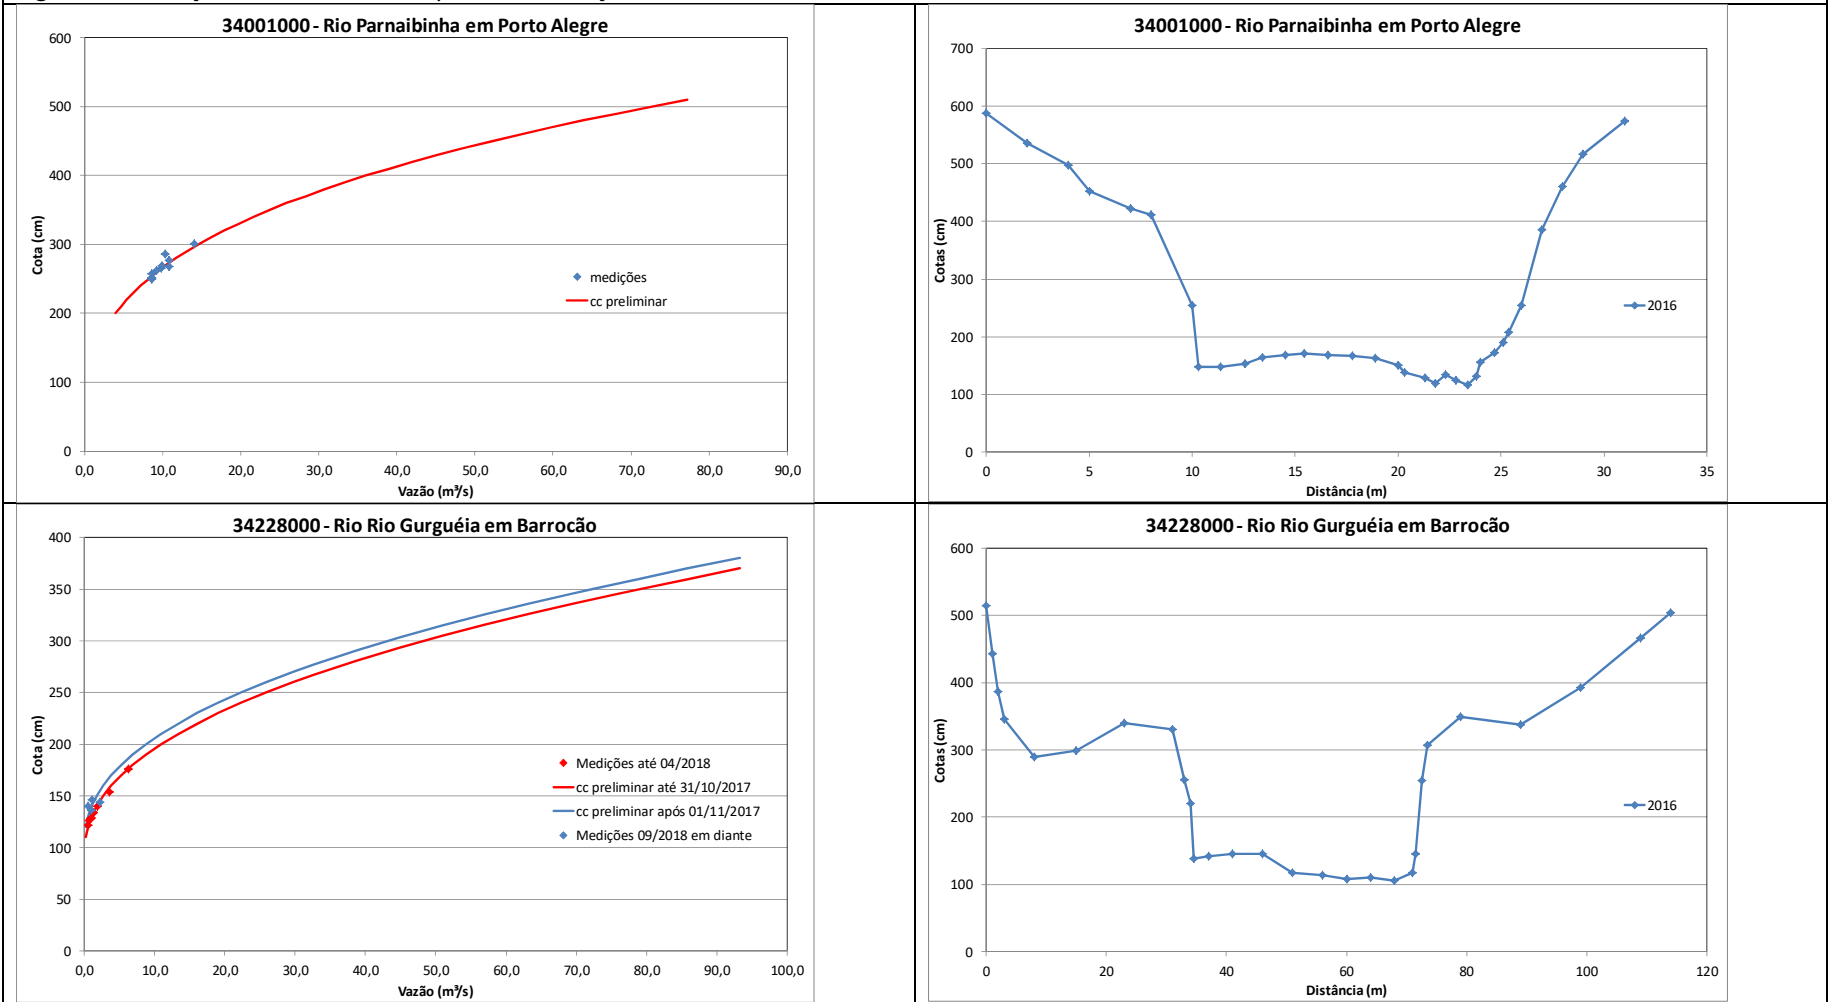 34001000 - Rio Parnaibinha em Porto Alegre
600
500
400
300
200
100
0
Cota (cm)
medições
cc preliminar
0,0 10,0 20,0 30,0 40,0 50,0 60,0 70,0 80,0 90,0
Vazão (m³/s)
34001000 - Rio Parnaibinha em Porto Alegre
700
600
500
400
300
200
100
0
Cotas (cm)
2016
0 5 10 15 20 25 30 35
Distância (m)
34228000 - Rio Rio Gurguéia em Barrocão
400
350
300
250
200
150
100
50
0
Cota (cm)
Medições até 04/2018
cc preliminar até 31/10/2017
cc preliminar após 01/11/2017
Medições 09/2018 em diante
0,0 10,0 20,0 30,0 40,0 50,0 60,0 70,0 80,0 90,0 100,0
Vazão (m³/s)
34228000 - Rio Rio Gurguéia em Barrocão
600
500
400
300
200
100
0
Cotas (cm)
2016
0 20 40 60 80 100 120
Distância (m)